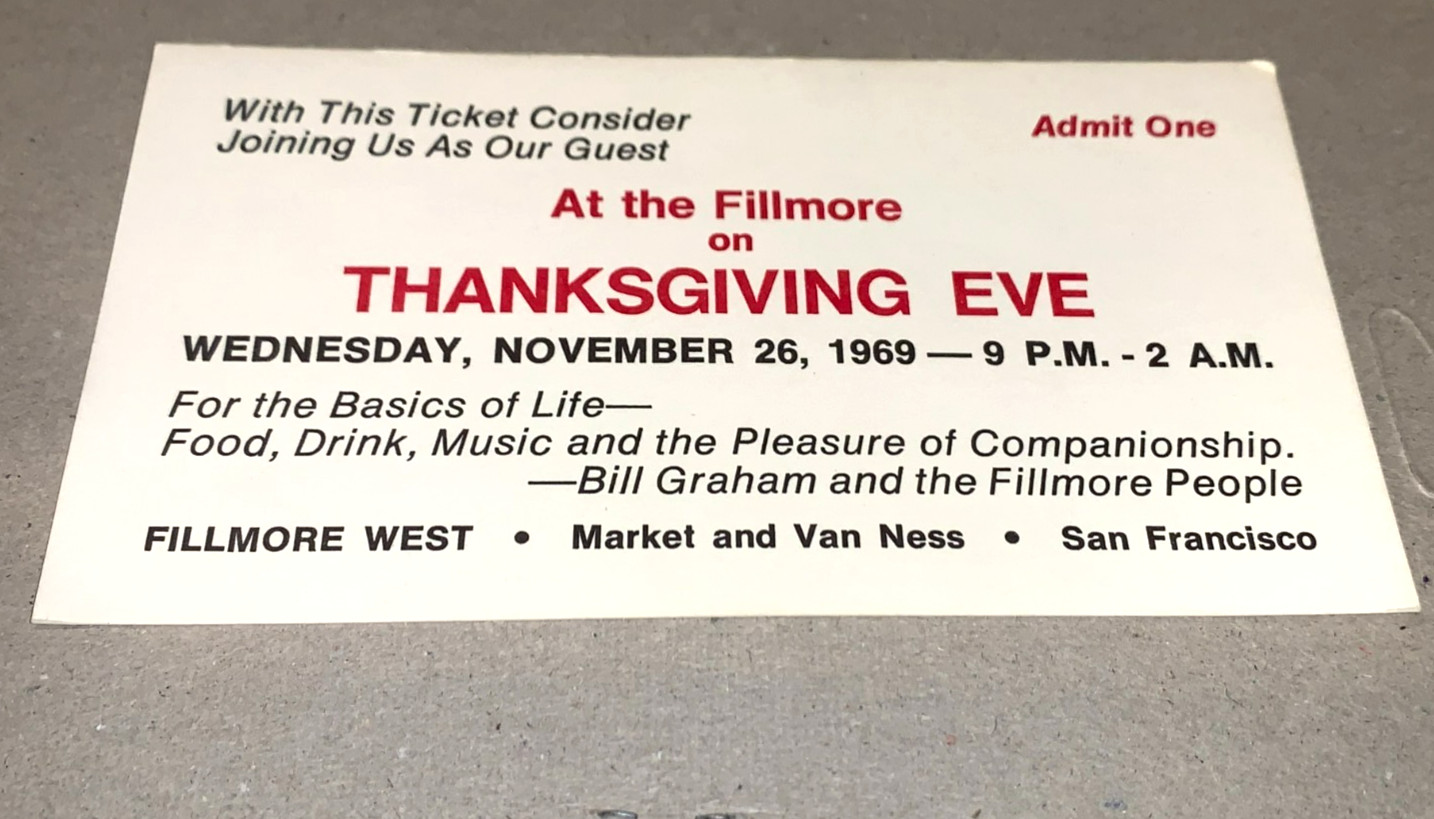 With This Ticket Consider
Joining Us As Our Guest
Admit One
At the Fillmore
on
THANKSGIVING EVE
WEDNESDAY, NOVEMBER 26, 1969 — 9 P.M. - 2 A.M.
For the Basics of Life—
Food, Drink, Music and the Pleasure of Companionship.
—Bill Graham and the Fillmore People
FILLMORE WEST • Market and Van Ness • San Francisco